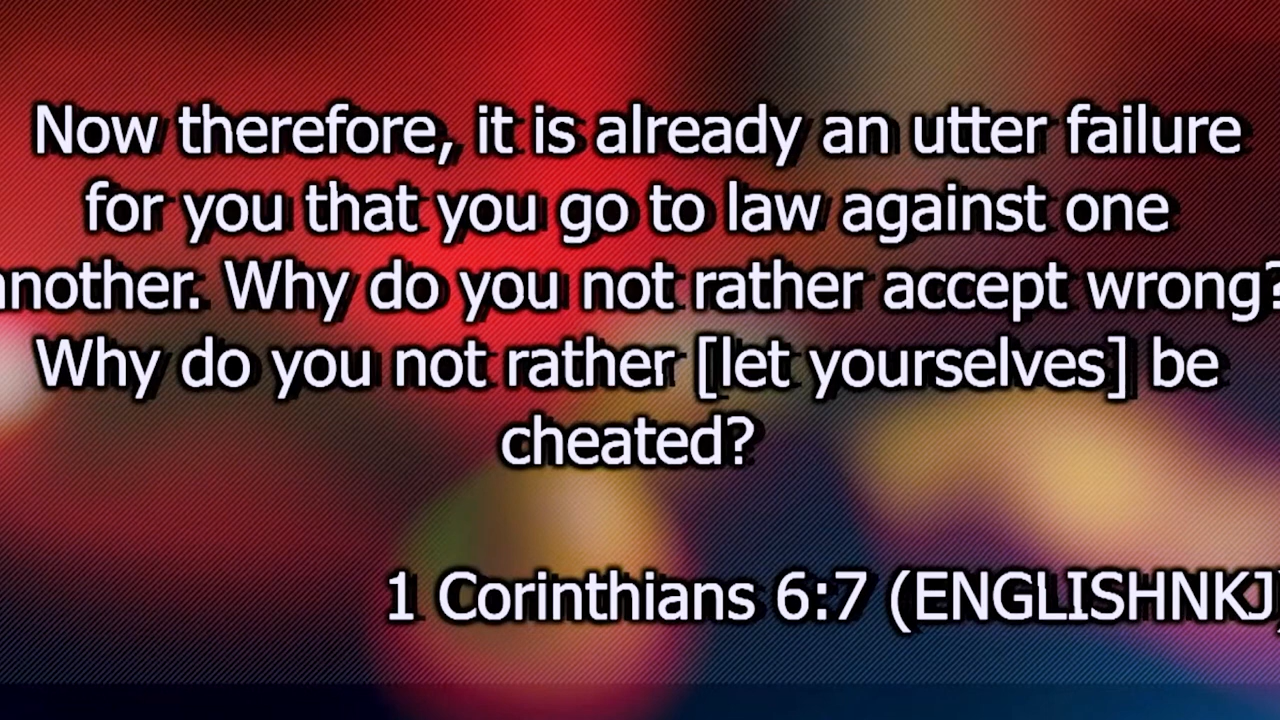 Now therefore, it is already an utter failure
for you that you go to law against one
another. Why do you not rather accept wrong?
Why do you not rather [let yourselves] be
cheated?
1 Corinthians 6:7 (ENGLISHNKJ)